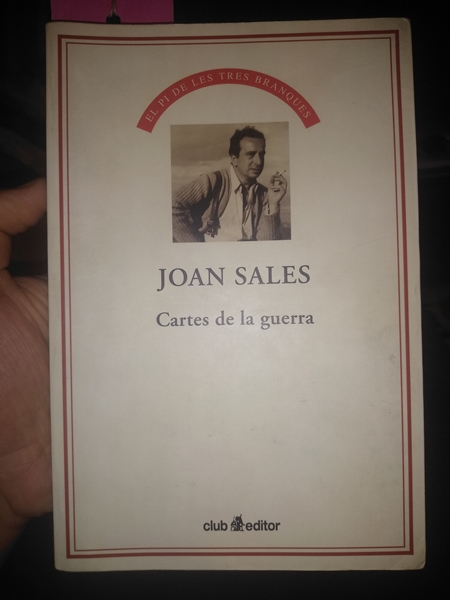 EL PI DE LES TRES BRANQUES
JOAN SALES
Cartes de la guerra
club editor